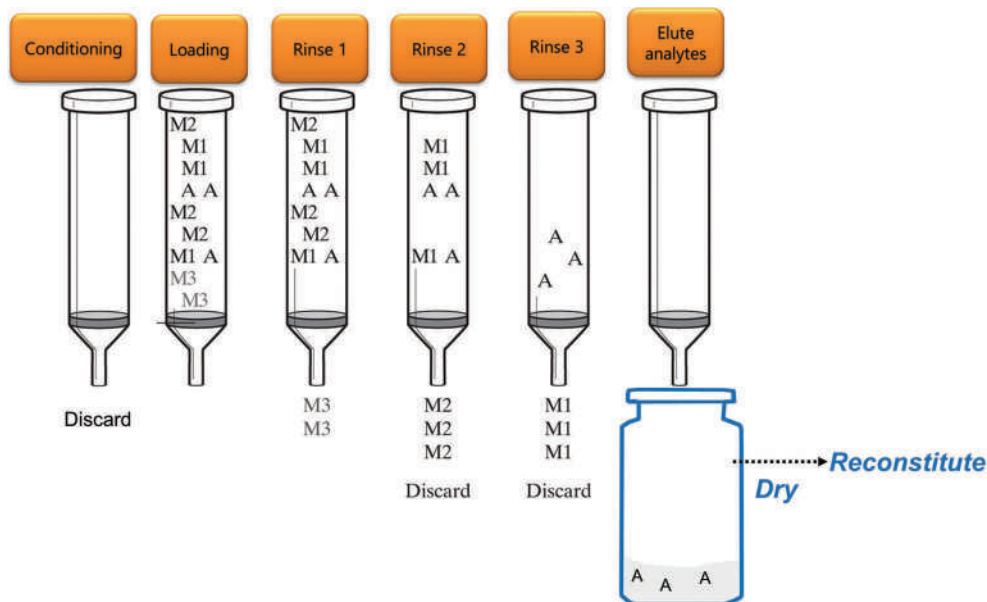 Conditioning
Loading
Rinse 1
Rinse 2
Rinse 3
Elute
analytes
M2
M1
M1
A A
M2
M2
M1 A
M3
M3
M2
M1
M1
A A
M2
M2
M1 A
M1
M1
A A
M1 A
A
A
A
Discard
M3
M3
M2
M2
M2
Discard
M1
M1
M1
Discard
Reconstitute
Dry
A A A